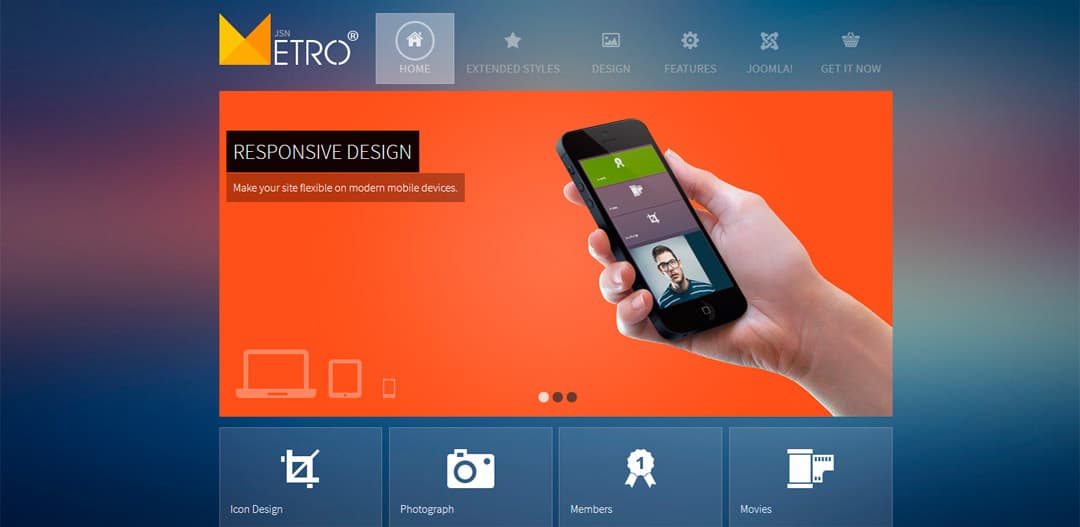 JSN
METRO®
HOME
EXTENDED STYLES
DESIGN
FEATURES
JOOMLA!
GET IT NOW
RESPONSIVE DESIGN
Make your site flexible on modern mobile devices.
1
Icon Design
Photograph
Members
Movies